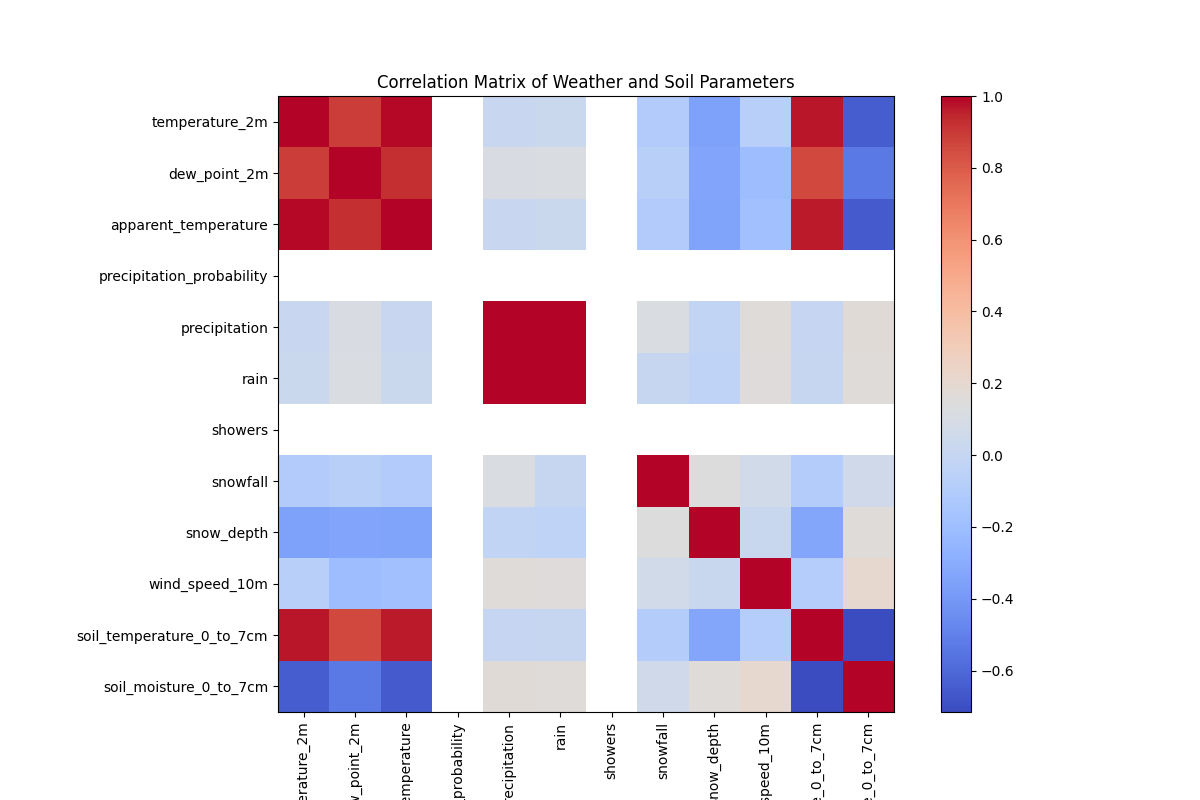 Correlation Matrix of Weather and Soil Parameters
temperature_2m
dew_point_2m
apparent_temperature
precipitation_probability
precipitation
rain
showers
snowfall
snow_depth
wind_speed_10m
soil_temperature_0_to_7cm
soil_moisture_0_to_7cm
erature_2m
w_point_2m
emperature
probability
recipitation
rain
showers
snowfall
now_depth
speed_10m
e_0_to_7cm
e_0_to_7cm
1.0
0.8
0.6
0.4
0.2
0.0
−0.2
−0.4
−0.6